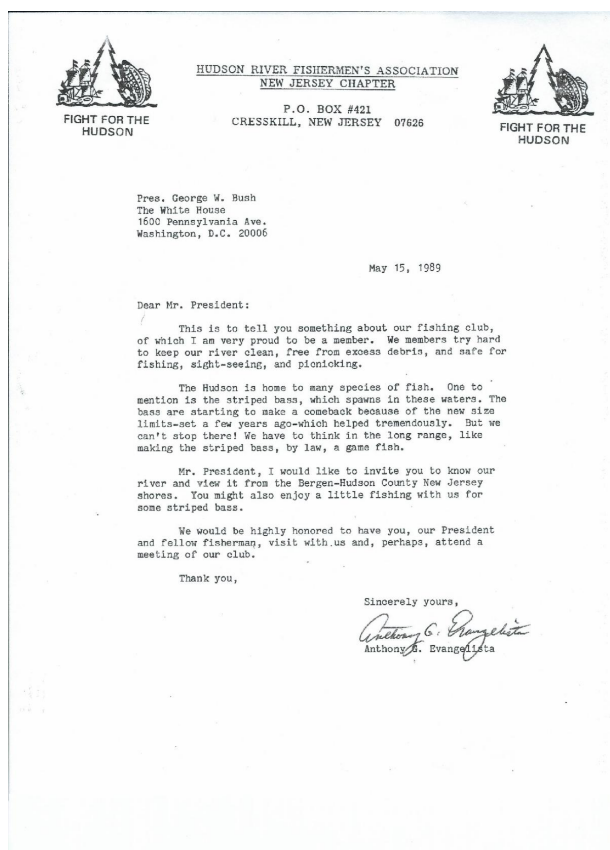 HUDSON RIVER FISHERMEN'S ASSOCIATION
NEW JERSEY CHAPTER
P.O. BOX #421
CRESSKILL, NEW JERSEY 07626
FIGHT FOR THE
HUDSON
FIGHT FOR THE
HUDSON
Pres. George W. Bush
The White House
1600 Pennsylvania Ave.
Washington, D.C. 20006
May 15, 1989
Dear Mr. President:
This is to tell you something about our fishing club,
of which I am very proud to be a member. We members try hard
to keep our river clean, free from excess debris, and safe for
fishing, sight-seeing, and picnicking.
The Hudson is home to many species of fish. One to
mention is the striped bass, which spawns in these waters. The
bass are starting to make a comeback because of the new size
limits-set a few years ago-which helped tremendously. But we
can't stop there! We have to think in the long range, like
making the striped bass, by law, a game fish.
Mr. President, I would like to invite you to know our
river and view it from the Bergen-Hudson County New Jersey
shores. You might also enjoy a little fishing with us for
some striped bass.
We would be highly honored to have you, our President
and fellow fisherman, visit with us and, perhaps, attend a
meeting of our club.
Thank you,
Sincerely yours,
Anthony G. Evangelista
Anthony G. Evangelista